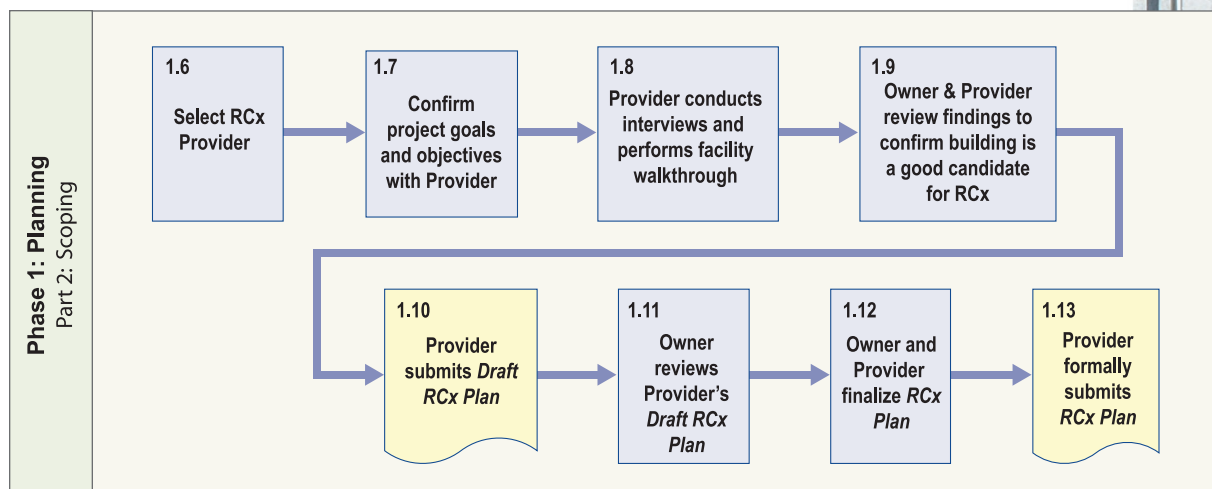 Phase 1: Planning
Part 2: Scoping
1.6
Select RCx
Provider
1.7
Confirm
project goals
and objectives
with Provider
1.8
Provider conducts
interviews and
performs facility
walkthrough
1.9
Owner & Provider
review findings to
confirm building is
a good candidate
for RCx
1.10
Provider
submits Draft
RCx Plan
1.11
Owner
reviews
Provider’s
Draft RCx
Plan
1.12
Owner and
Provider
finalize RCx
Plan
1.13
Provider
formally
submits
RCx Plan